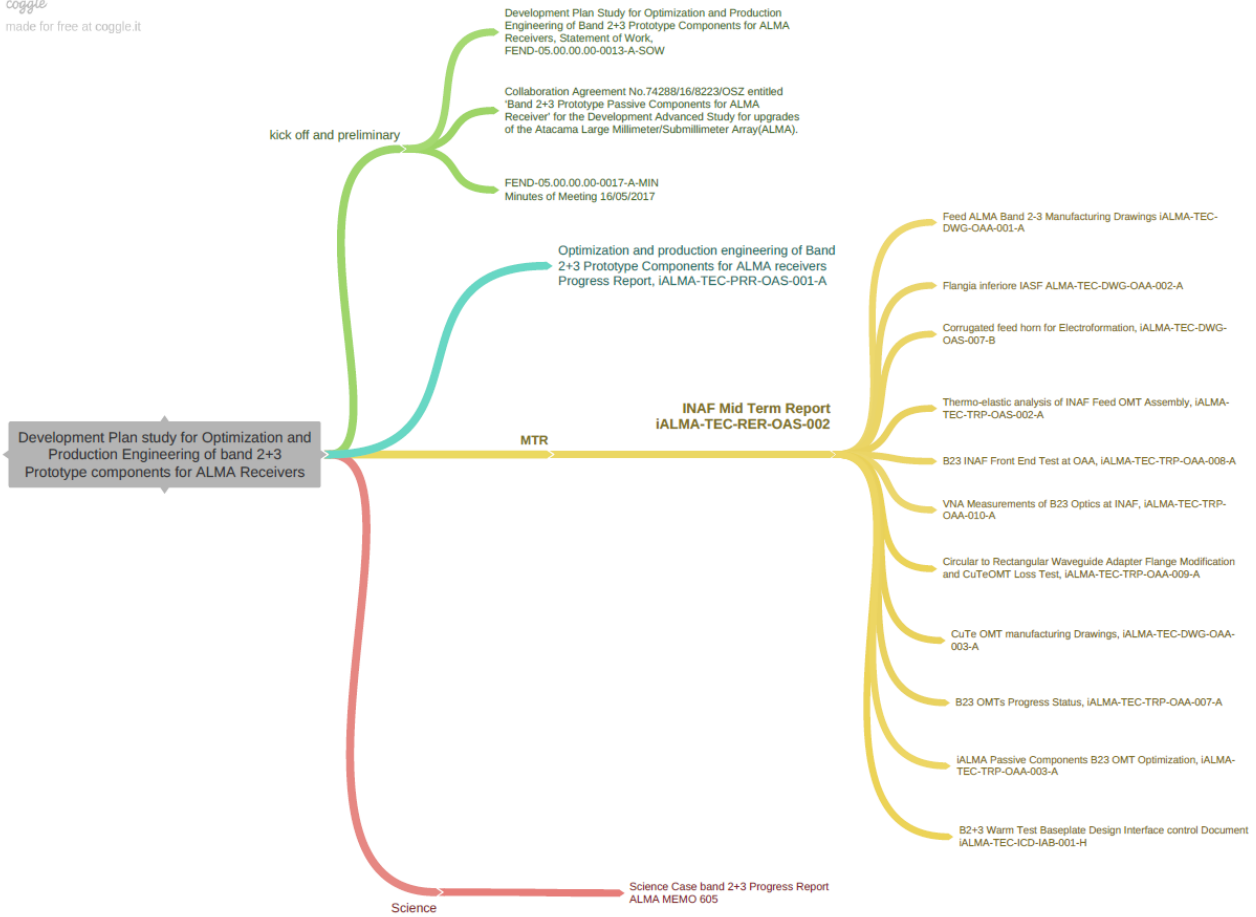 coggle
made for free at coggle.it
Development Plan Study for Optimization and Production
Engineering of Band 2+3 Prototype Components for ALMA
Receivers, Statement of Work,
FEND-05.00.00.00-0013-A-SOW
Collaboration Agreement No.74288/16/8223/OSZ entitled
'Band 2+3 Prototype Passive Components for ALMA
Receiver' for the Development Advanced Study for upgrades
of the Atacama Large Millimeter/Submillimeter Array(ALMA).
kick off and preliminary
FEND-05.00.00.00-0017-A-MIN
Minutes of Meeting 16/05/2017
Optimization and production engineering of Band
2+3 Prototype Components for ALMA receivers
Progress Report, iALMA-TEC-PRR-OAS-001-A
Development Plan study for Optimization and
Production Engineering of band 2+3
Prototype components for ALMA Receivers
MTR
INAF Mid Term Report
iALMA-TEC-RER-OAS-002
Feed ALMA Band 2-3 Manufacturing Drawings iALMA-TEC-
DWG-OAA-001-A
Flangia inferiore IASF ALMA-TEC-DWG-OAA-002-A
Corrugated feed horn for Electroformation, iALMA-TEC-DWG-
OAS-007-B
Thermo-elastic analysis of INAF Feed OMT Assembly, iALMA-
TEC-TRP-OAS-002-A
B23 INAF Front End Test at OAA, iALMA-TEC-TRP-OAA-008-A
VNA Measurements of B23 Optics at INAF, iALMA-TEC-TRP-
OAA-010-A
Circular to Rectangular Waveguide Adapter Flange Modification
and CuTeOMT Loss Test, iALMA-TEC-TRP-OAA-009-A
CuTe OMT manufacturing Drawings, iALMA-TEC-DWG-OAA-
003-A
B23 OMTs Progress Status, iALMA-TEC-TRP-OAA-007-A
iALMA Passive Components B23 OMT Optimization, iALMA-
TEC-TRP-OAA-003-A
B2+3 Warm Test Baseplate Design Interface control Document
iALMA-TEC-ICD-IAB-001-H
Science
Science Case band 2+3 Progress Report
ALMA MEMO 605